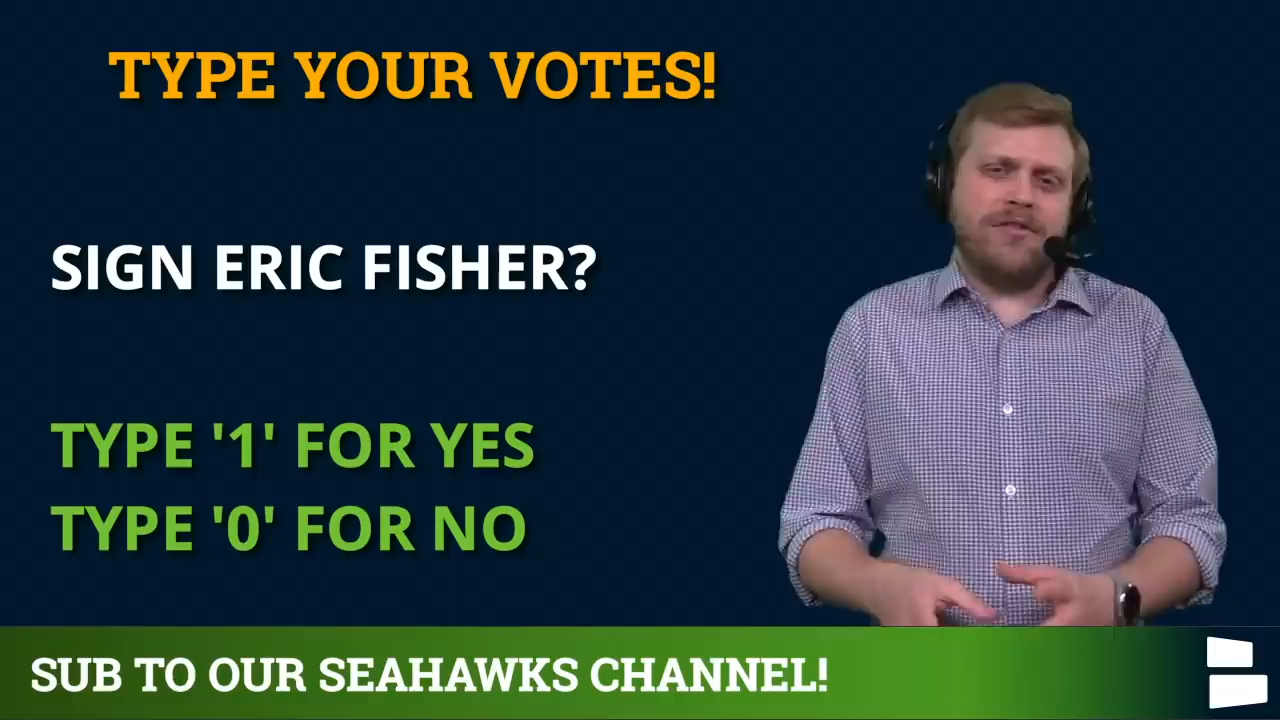 TYPE YOUR VOTES!
SIGN ERIC FISHER?
TYPE '1' FOR YES
TYPE '0' FOR NO
SUB TO OUR SEAHAWKS CHANNEL!